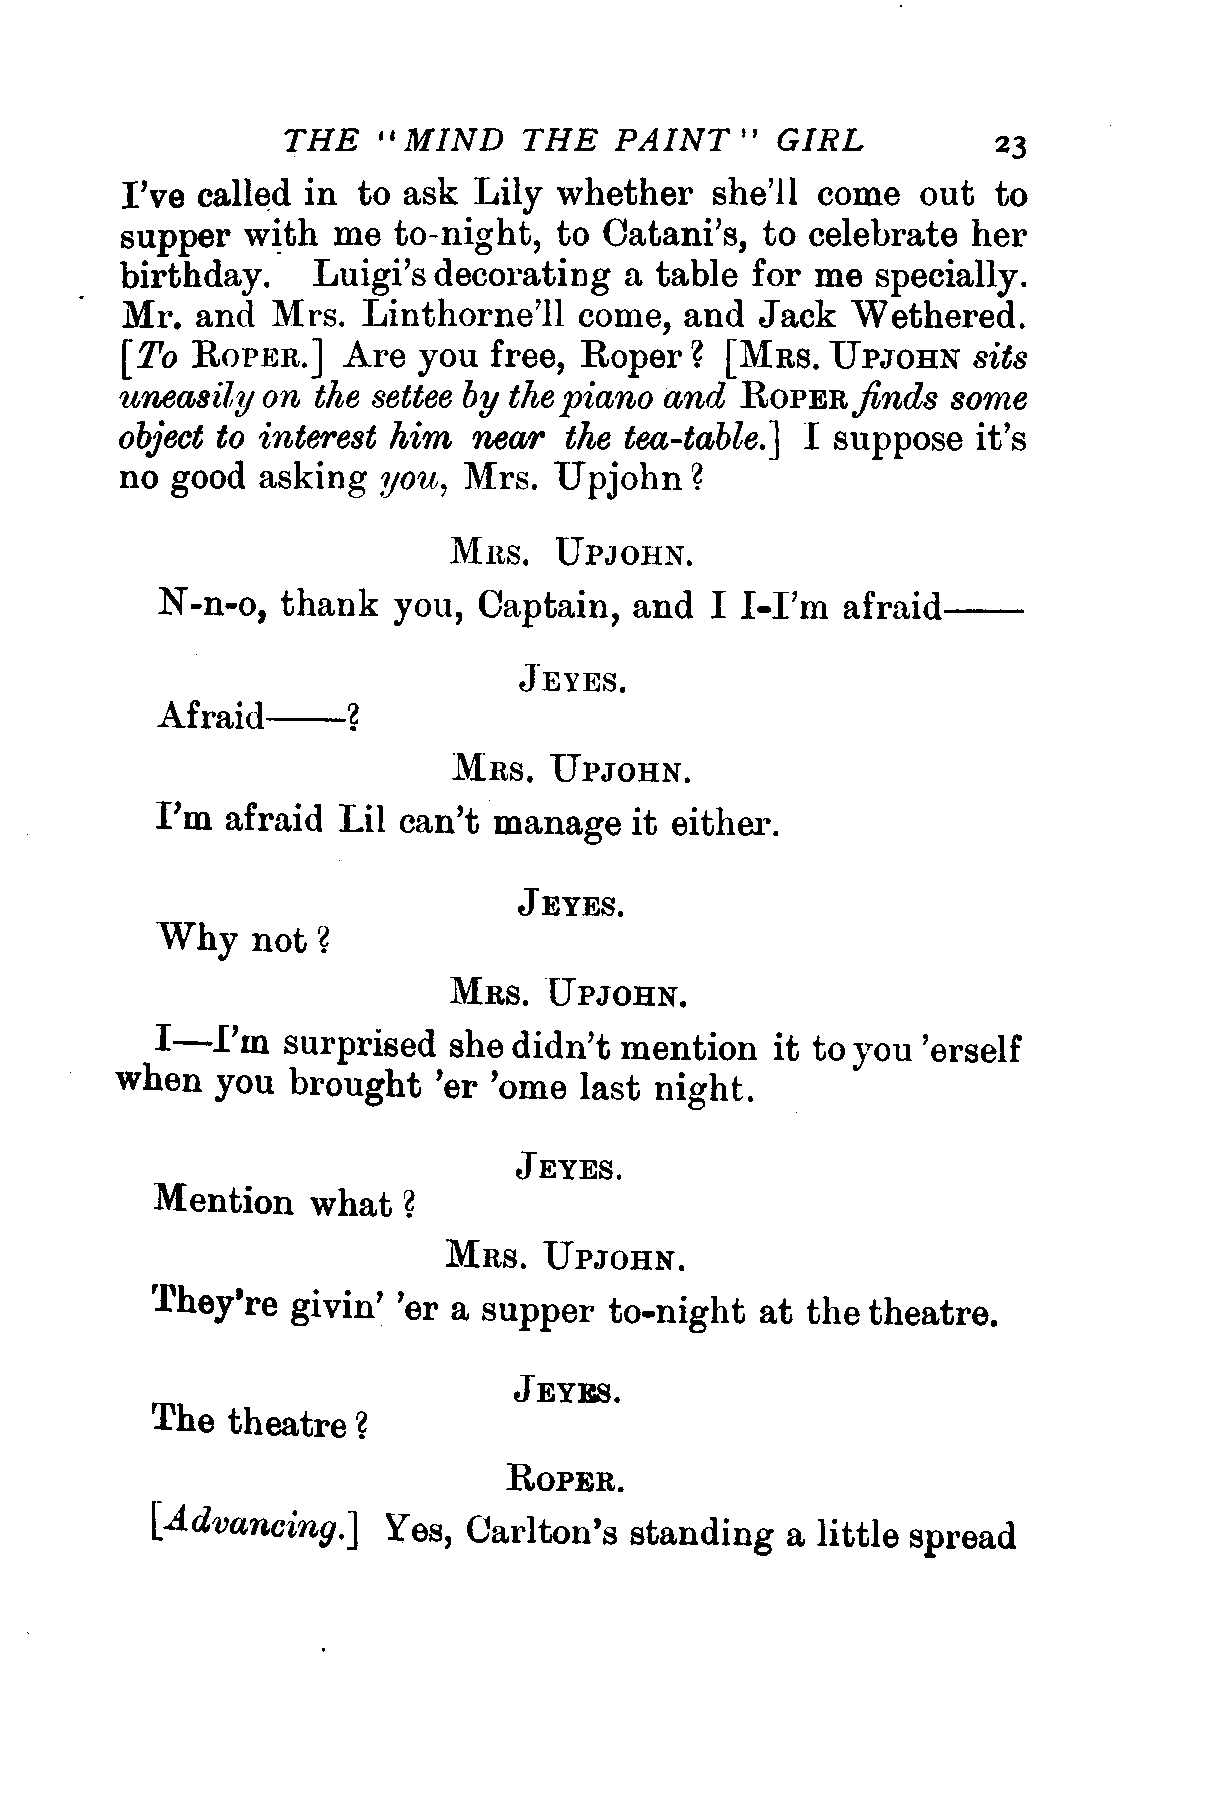 THE "MIND THE PAINT" GIRL 23
I've called in to ask Lily whether she'll come out to
supper with me to-night, to Catani's, to celebrate her
birthday. Luigi's decorating a table for me specially.
Mr. and Mrs. Linthorne'll come, and Jack Wethered.
[To ROPER.] Are you free, Roper? [MRS. UPJOHN sits
uneasily on the settee by the piano and ROPER finds some
object to interest him near the tea-table.] I suppose it's
no good asking you, Mrs. Upjohn?
MRS. UPJOHN.
N-n-o, thank you, Captain, and I I-I'm afraid——
JEYES.
Afraid——?
MRS. UPJOHN.
I'm afraid Lil can't manage it either.
JEYES.
Why not?
MRS. UPJOHN.
I—I'm surprised she didn't mention it to you 'erself
when you brought 'er 'ome last night.
JEYES.
Mention what?
MRS. UPJOHN.
They're givin' 'er a supper to-night at the theatre.
JEYES.
The theatre?
ROPER.
[Advancing.] Yes, Carlton's standing a little spread